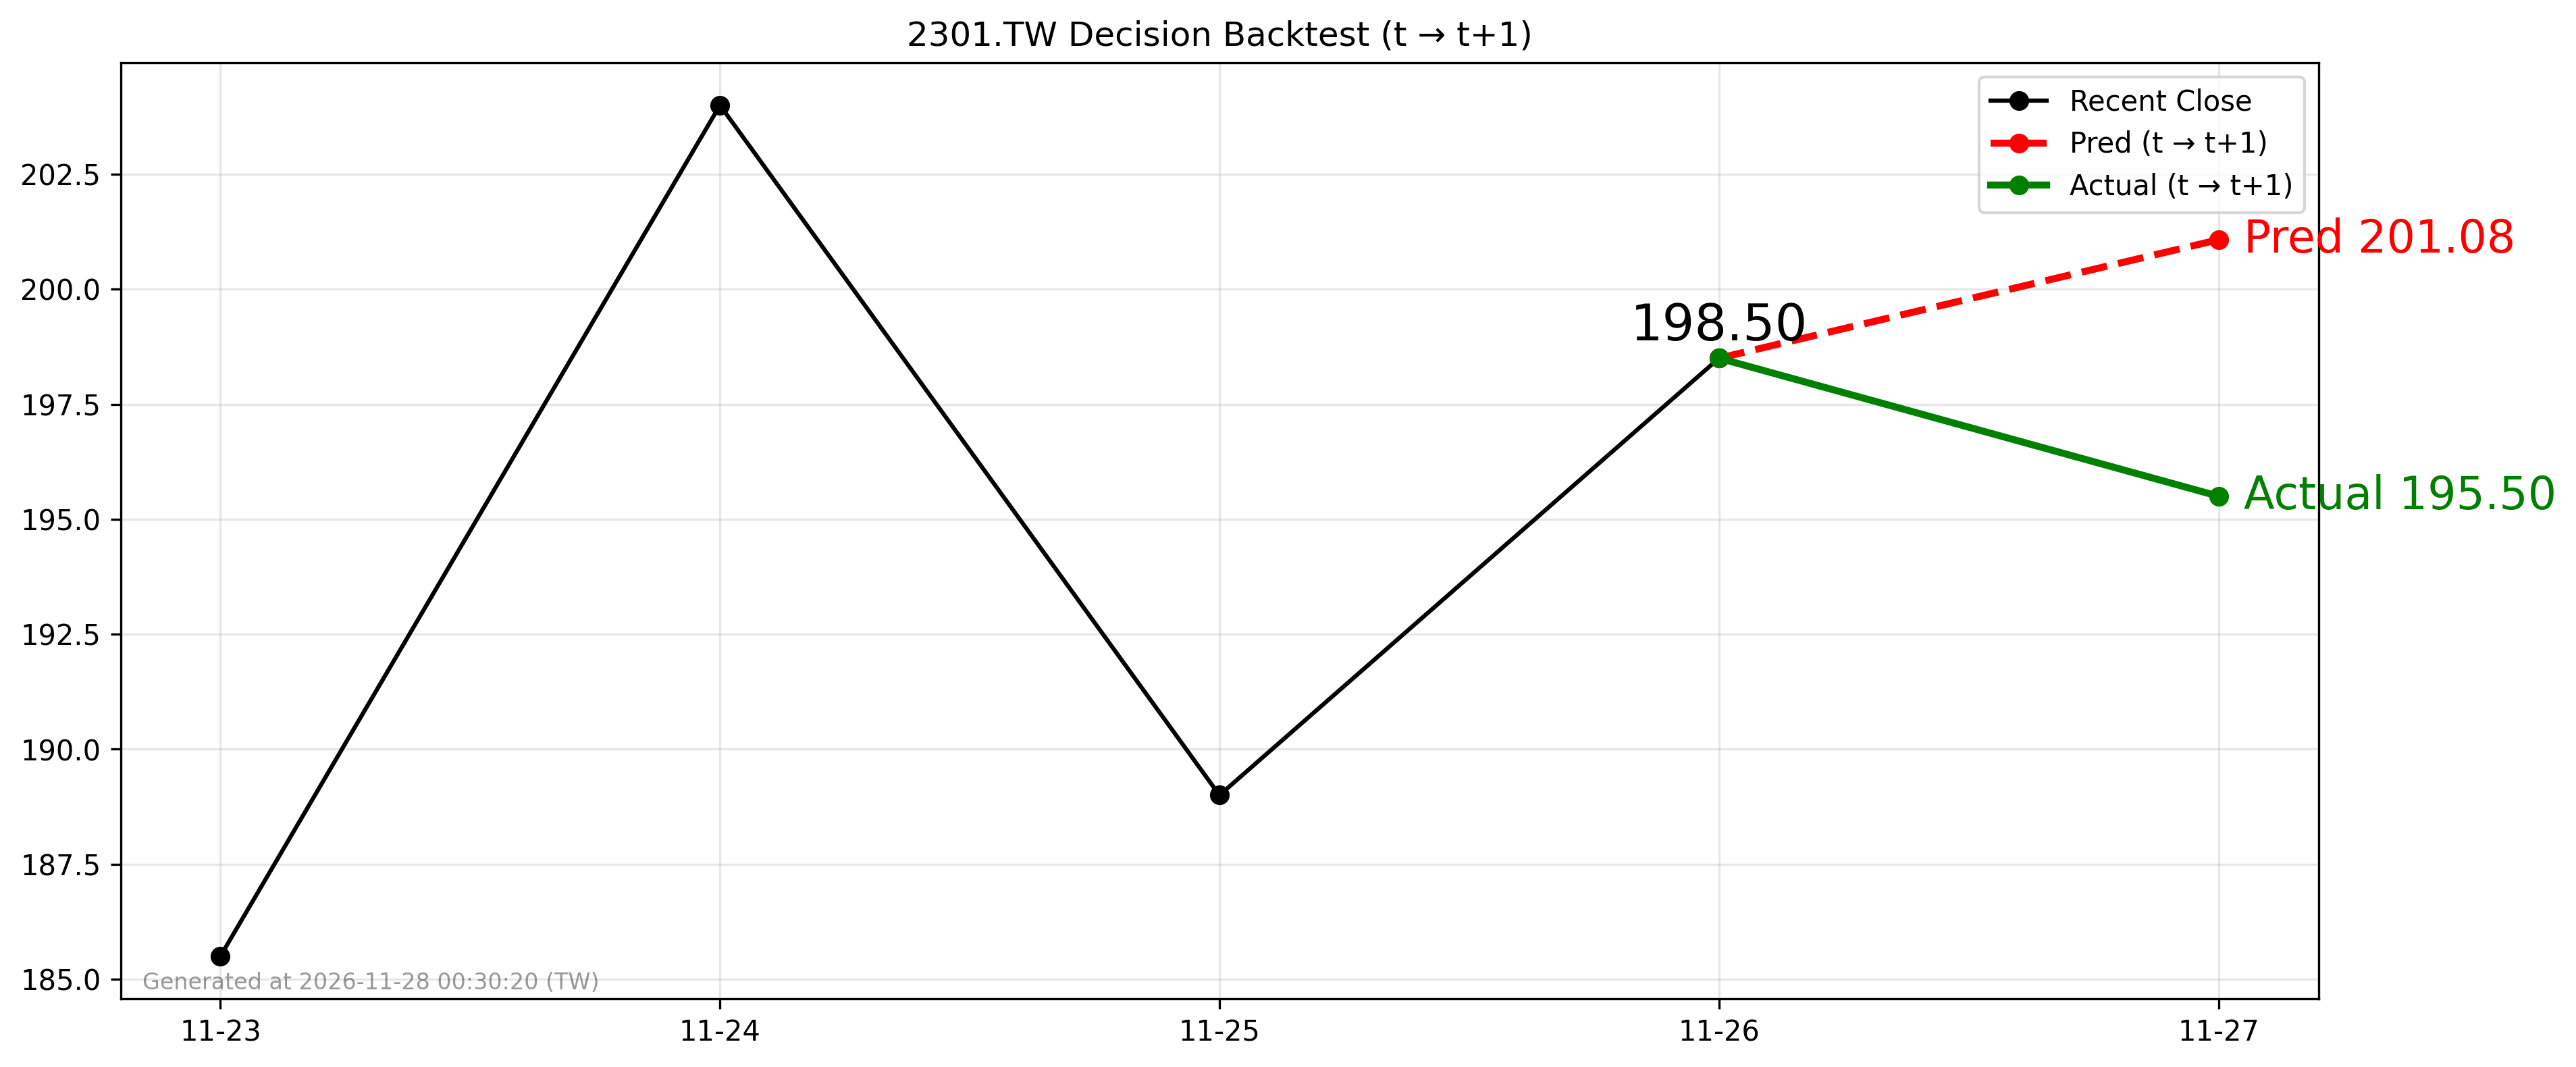 2301.TW Decision Backtest (t → t+1)
Recent Close
Pred (t → t+1)
Actual (t → t+1)
202.5
200.0
197.5
195.0
192.5
190.0
187.5
185.0
Pred 201.08
198.50
Actual 195.50
Generated at 2026-11-28 00:30:20 (TW)
11-23
11-24
11-25
11-26
11-27